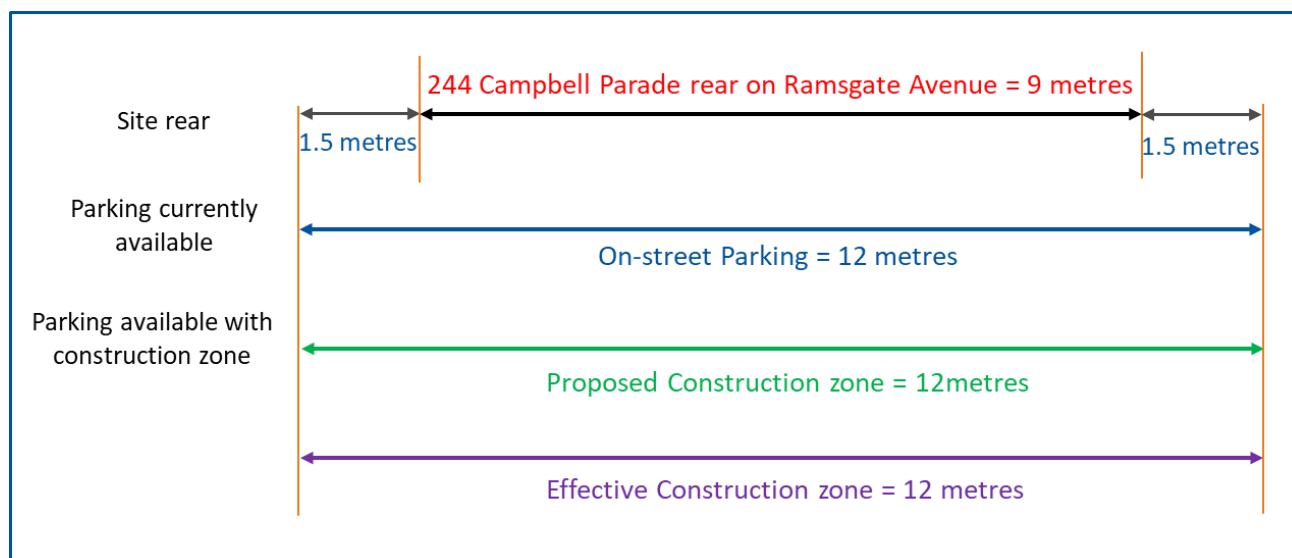 244 Campbell Parade rear on Ramsgate Avenue = 9 metres
Site rear
1.5 metres
1.5 metres
Parking currently
available
On-street Parking = 12 metres
Parking available with
construction zone
Proposed Construction zone = 12metres
Effective Construction zone = 12 metres